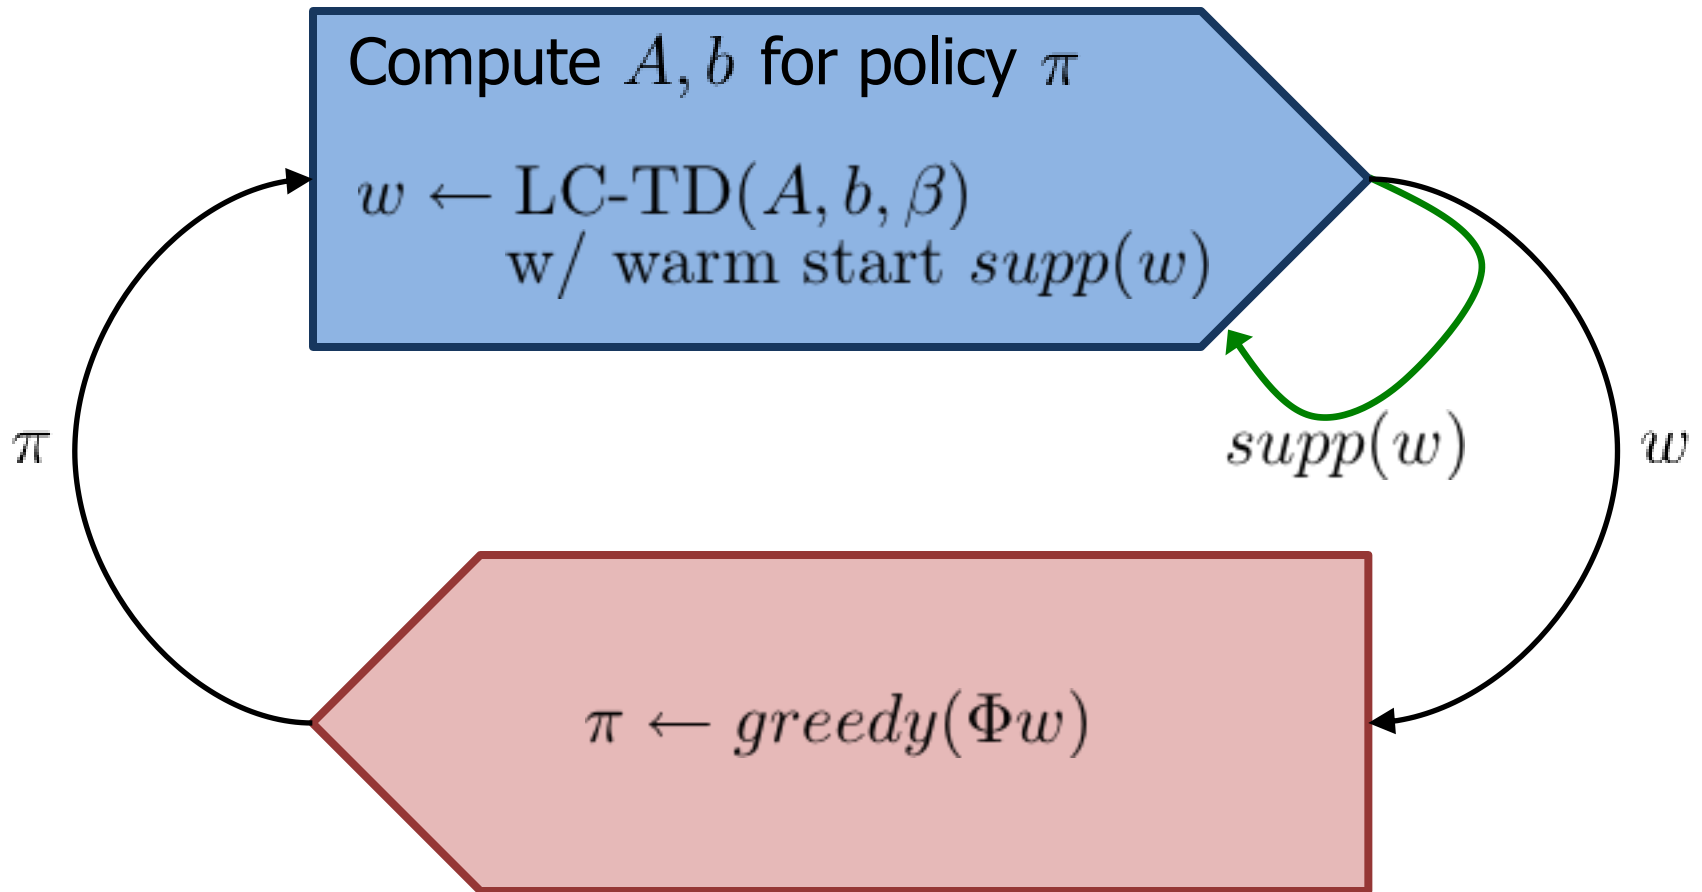 Compute A, b for policy π
w ← LC-TD(A, b, β)
w/ warm start supp(w)
π
supp(w)
w
π ← greedy(Φw)